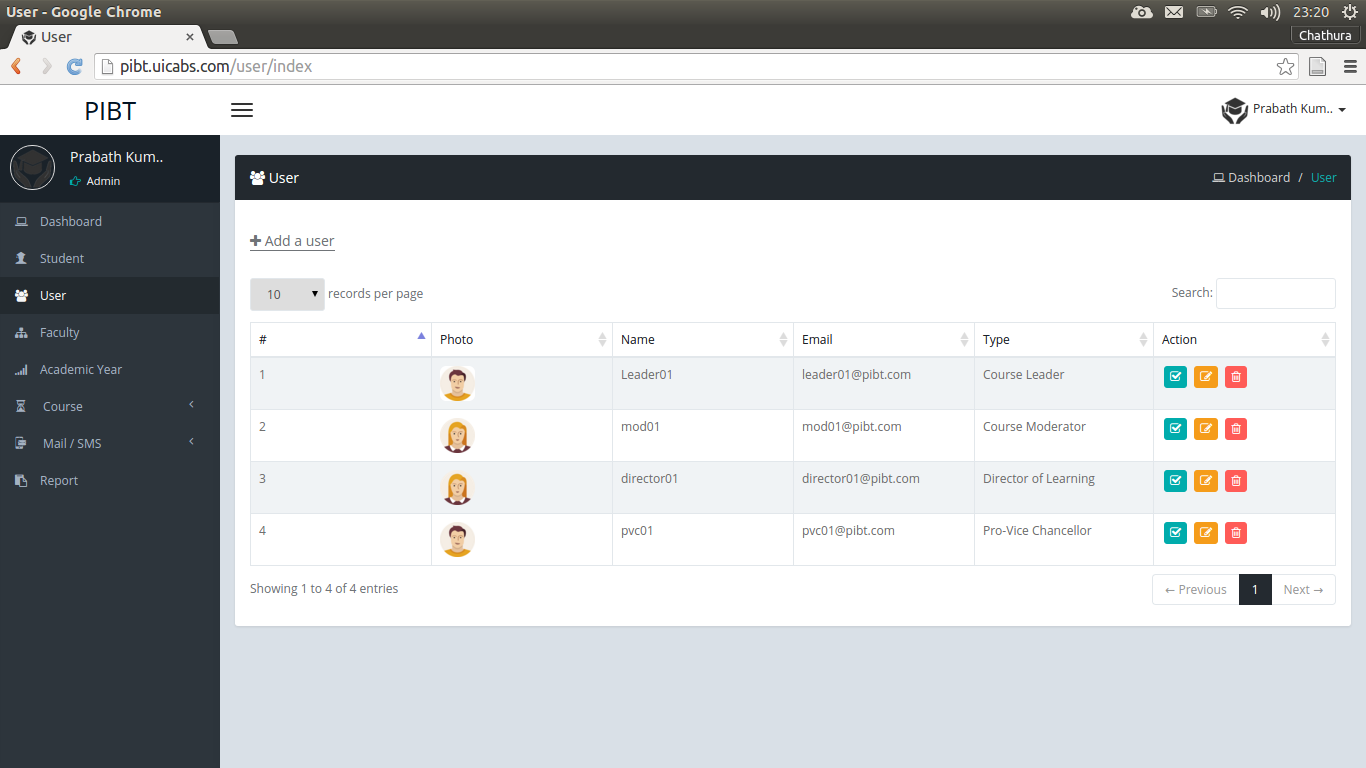 User - Google Chrome
23:20
User
Chathura
pibt.uicabs.com/user/index
PIBT
Prabath Kum..
Prabath Kum..
Admin
Dashboard
Student
User
Faculty
Academic Year
Course
Mail / SMS
Report
User
Dashboard / User
Add a user
10 records per page
Search:
# Photo Name Email Type Action
1 Leader01 leader01@pibt.com Course Leader
2 mod01 mod01@pibt.com Course Moderator
3 director01 director01@pibt.com Director of Learning
4 pvc01 pvc01@pibt.com Pro-Vice Chancellor
Showing 1 to 4 of 4 entries
← Previous 1 Next →